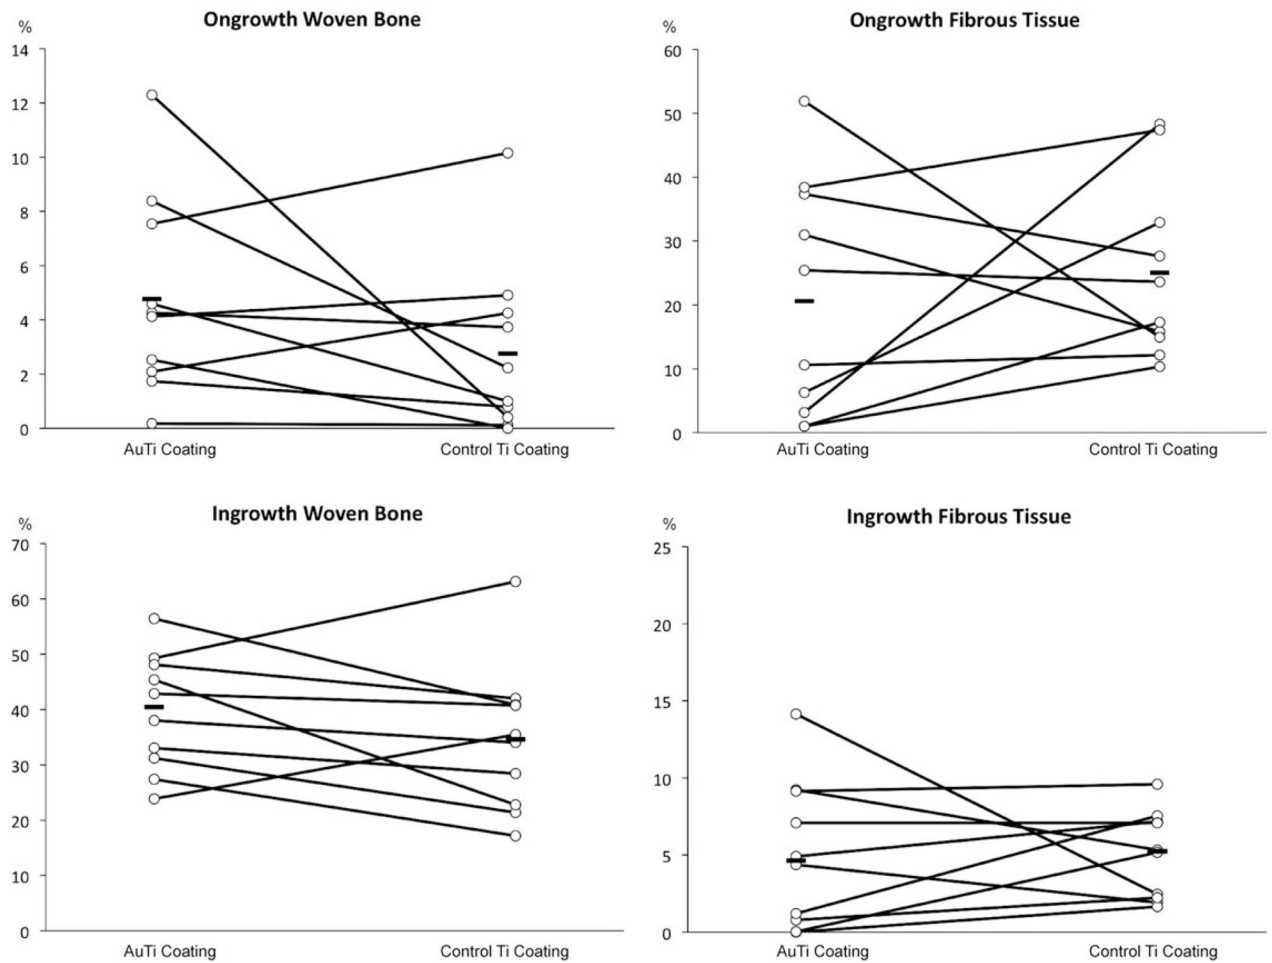 Ongrowth Woven Bone
%
14
12
10
8
6
4
2
0
AuTi Coating
Control Ti Coating
Ongrowth Fibrous Tissue
%
60
50
40
30
20
10
0
AuTi Coating
Control Ti Coating
Ingrowth Woven Bone
%
70
60
50
40
30
20
10
0
AuTi Coating
Control Ti Coating
Ingrowth Fibrous Tissue
%
25
20
15
10
5
0
AuTi Coating
Control Ti Coating